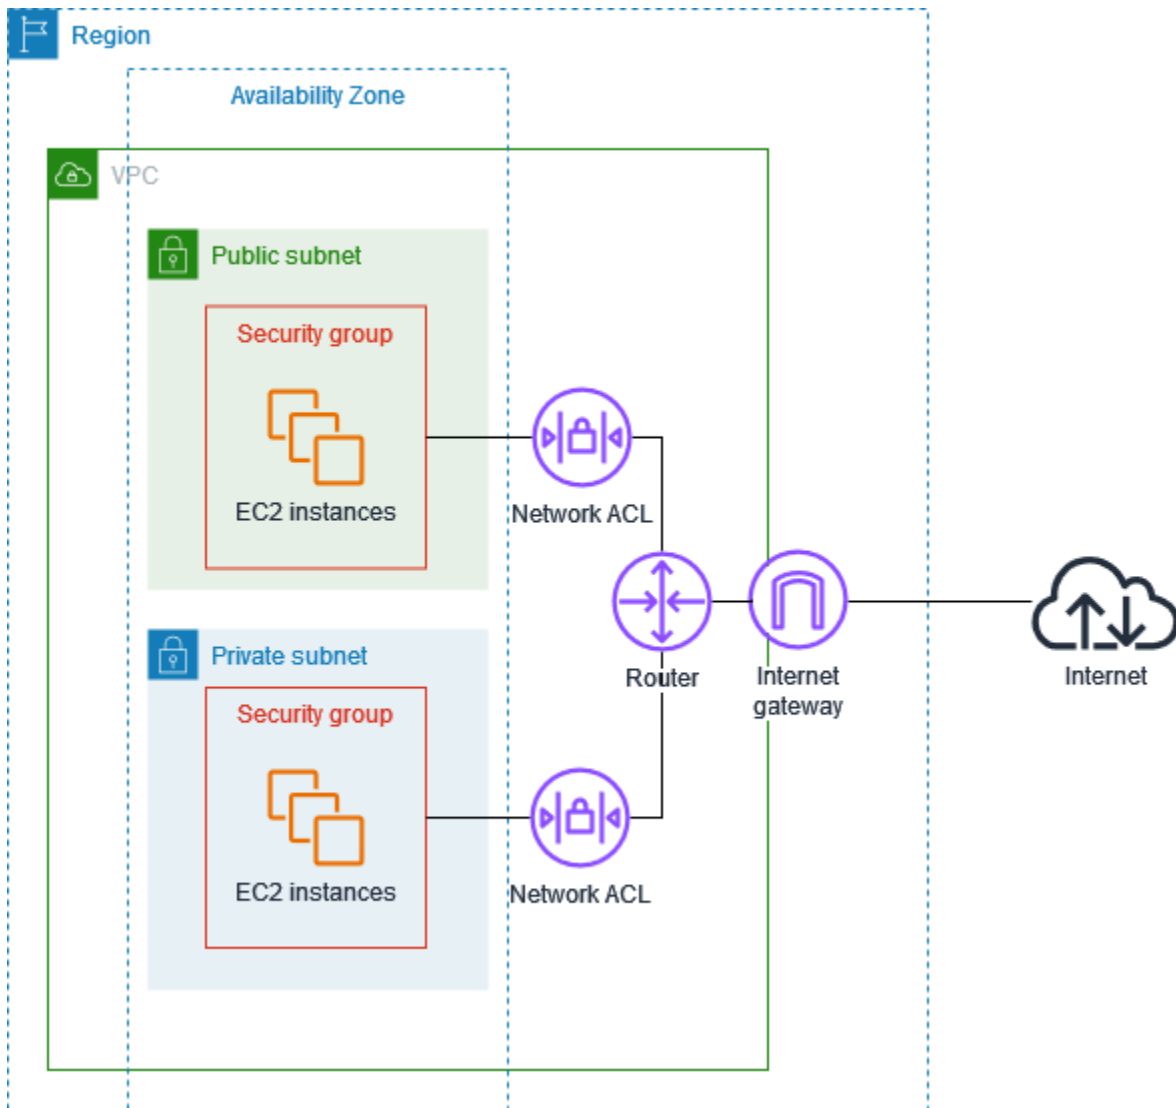 Region
Availability Zone
VPC
Public subnet
Security group
EC2 instances
Network ACL
Router
Internet
gateway
Internet
Private subnet
Security group
EC2 instances
Network ACL